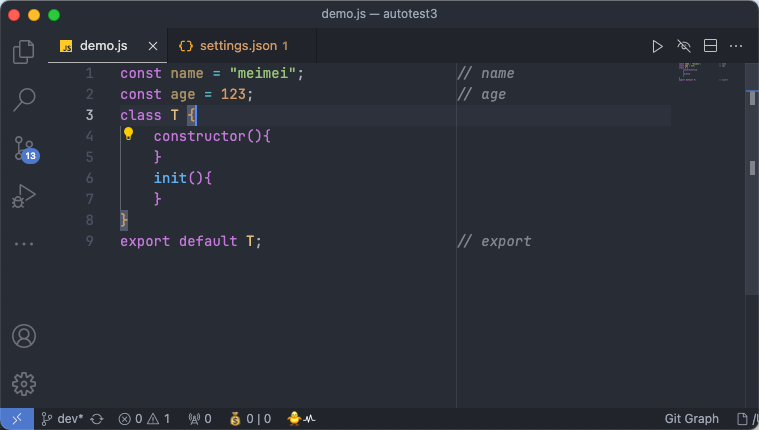 demo.js — autotest3
JS demo.js × {} settings.json 1
1 const name = "meimei"; // name
2 const age = 123; // age
3 class T {
4 constructor(){
5 }
6 init(){
7 }
8 }
9 export default T; // export
13
dev* 0 1 0 0 | 0 Git Graph